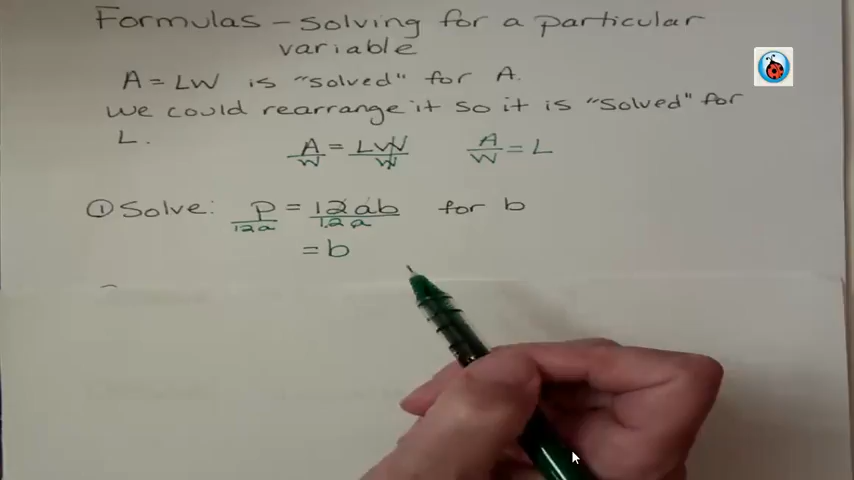 Formulas - solving for a particular
variable
A = LW is "solved" for A.
We could rearrange it so it is "solved" for
L.
A/W = LW/W A/W = L
① Solve: P/12a = 12ab/12a for b
= b